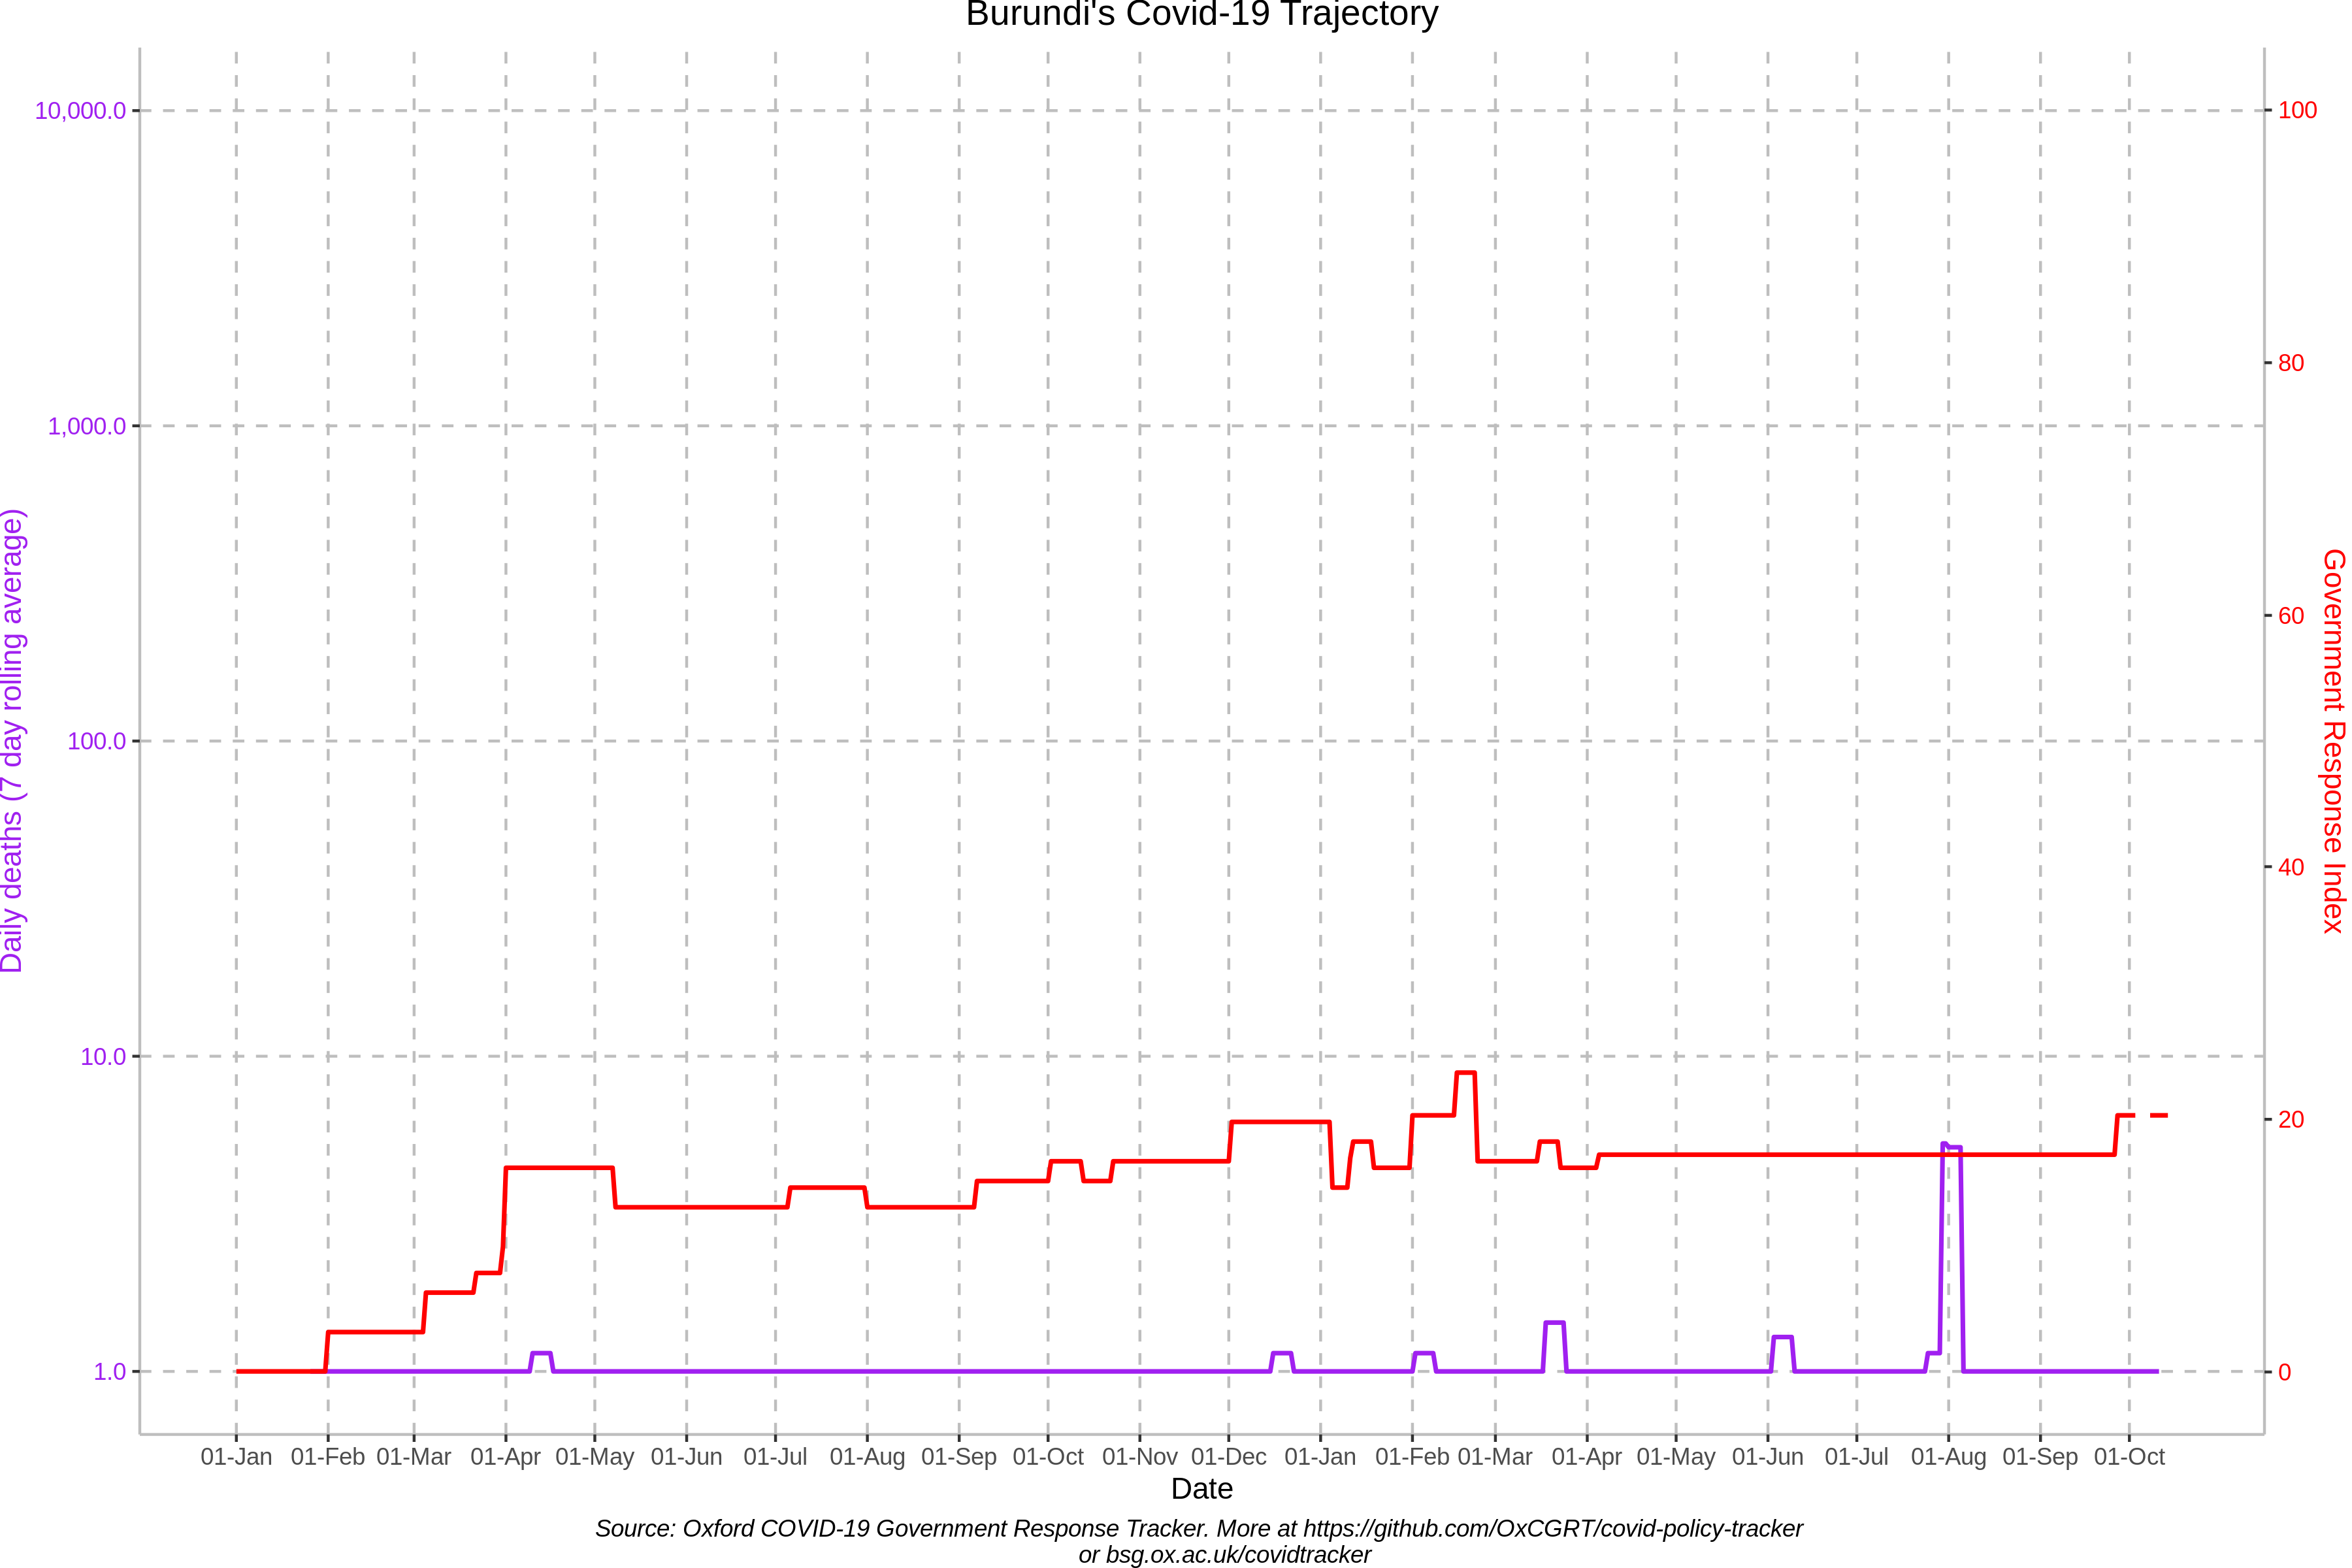 Burundi's Covid-19 Trajectory
10,000.0
1,000.0
100.0
10.0
1.0
Daily deaths (7 day rolling average)
100
80
60
40
20
0
Government Response Index
01-Jan 01-Feb 01-Mar 01-Apr 01-May 01-Jun 01-Jul 01-Aug 01-Sep 01-Oct 01-Nov 01-Dec 01-Jan 01-Feb 01-Mar 01-Apr 01-May 01-Jun 01-Jul 01-Aug 01-Sep 01-Oct
Date
Source: Oxford COVID-19 Government Response Tracker. More at https://github.com/OxCGRT/covid-policy-tracker
or bsg.ox.ac.uk/covidtracker